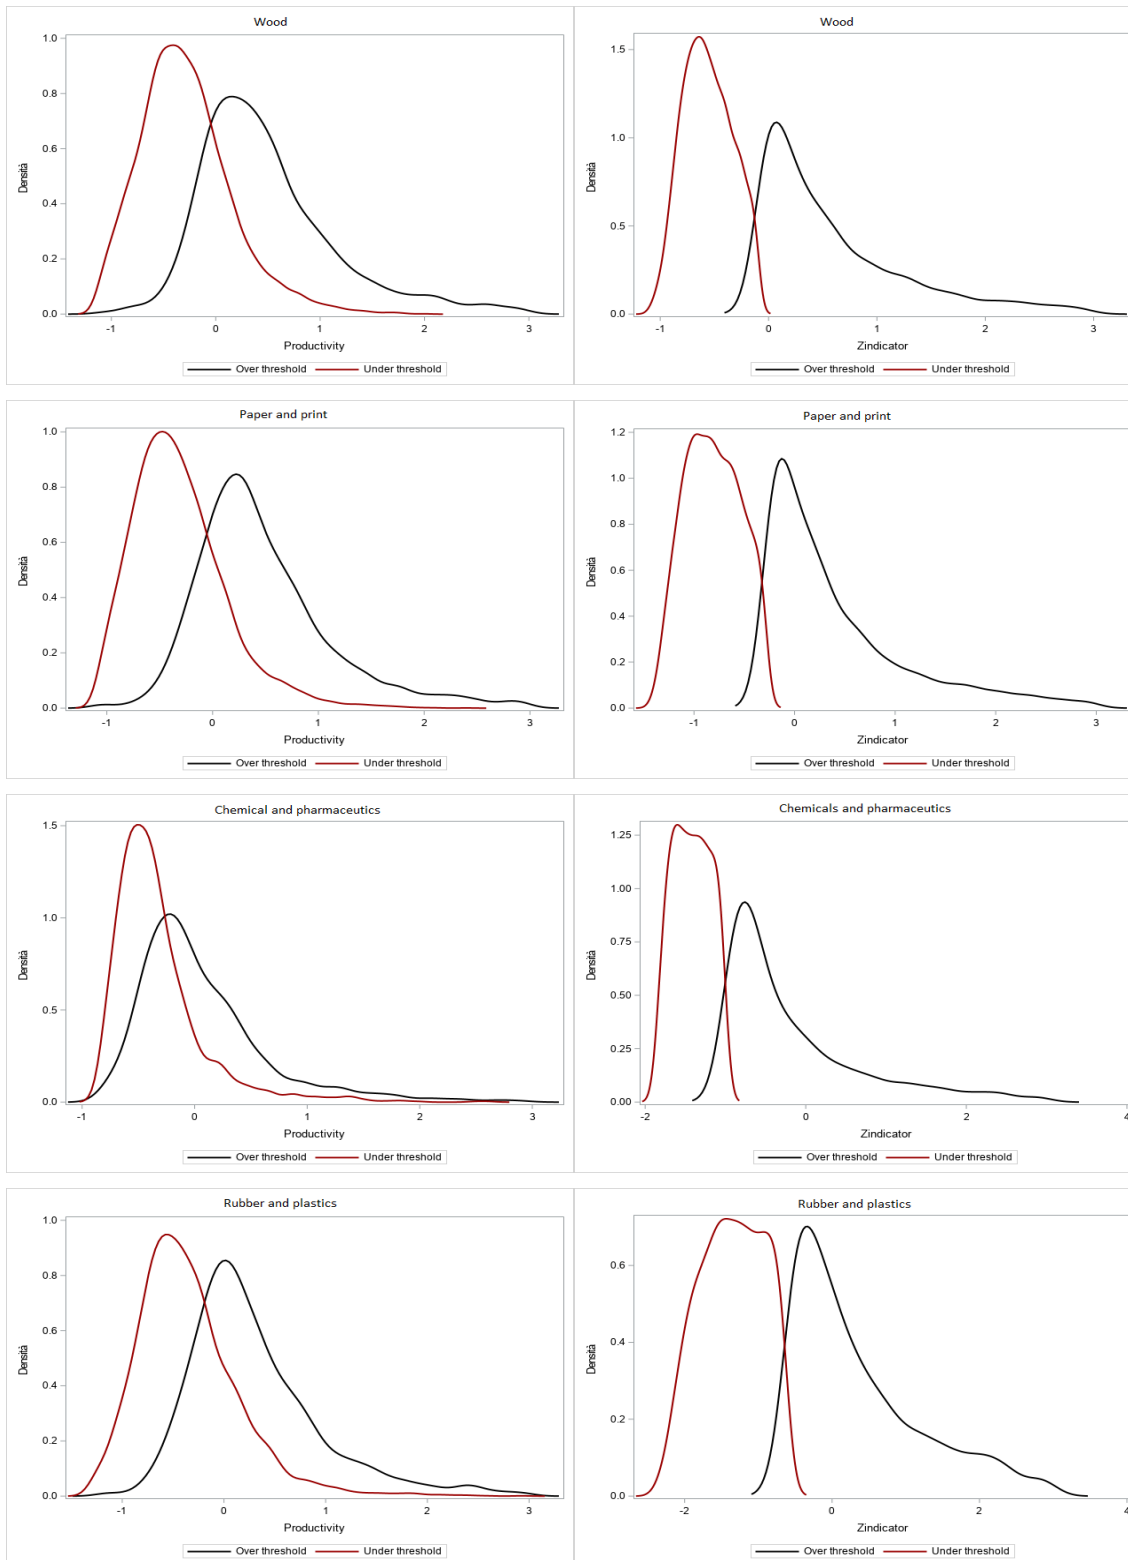 Wood
1.0
0.8
0.6
0.4
0.2
0.0
Densità
-1 0 1 2 3
Productivity
Over threshold Under threshold
Wood
1.5
1.0
0.5
0.0
Densità
-1 0 1 2 3
Zindicator
Over threshold Under threshold
Paper and print
1.0
0.8
0.6
0.4
0.2
0.0
Densità
-1 0 1 2 3
Productivity
Over threshold Under threshold
Paper and print
1.2
1.0
0.8
0.6
0.4
0.2
0.0
Densità
-1 0 1 2 3
Zindicator
Over threshold Under threshold
Chemical and pharmaceutics
1.5
1.0
0.5
0.0
Densità
-1 0 1 2 3
Productivity
Over threshold Under threshold
Chemicals and pharmaceutics
1.25
1.00
0.75
0.50
0.25
0.00
Densità
-2 0 2 4
Zindicator
Over threshold Under threshold
Rubber and plastics
1.0
0.8
0.6
0.4
0.2
0.0
Densità
-1 0 1 2 3
Productivity
Over threshold Under threshold
Rubber and plastics
0.6
0.4
0.2
0.0
Densità
-2 0 2 4
Zindicator
Over threshold Under threshold